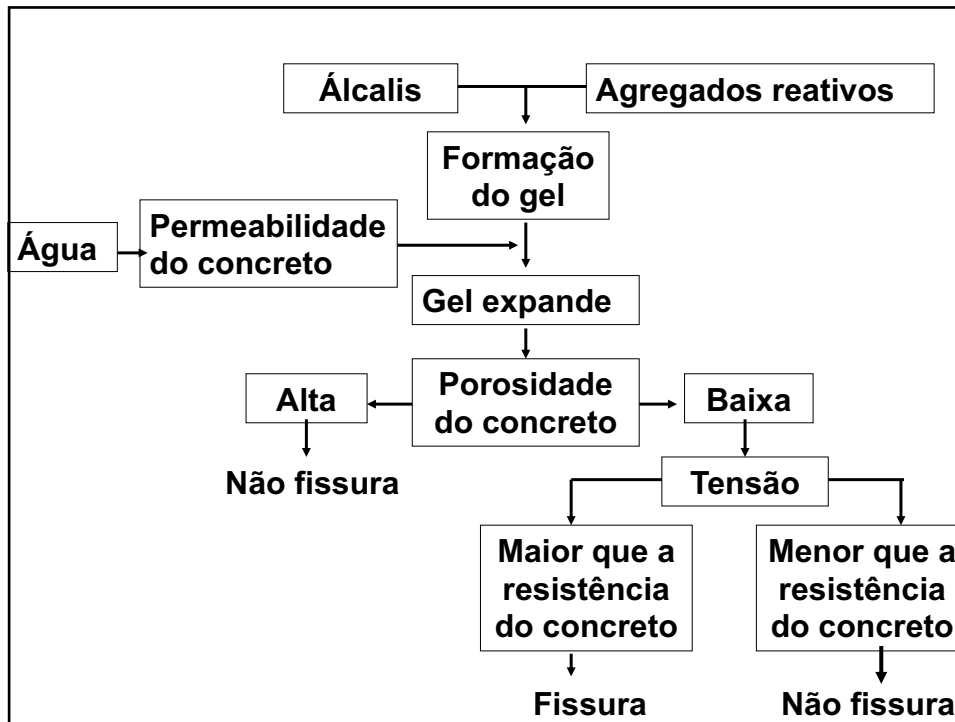 Álcalis
Agregados reativos
Formação
do gel
Água
Permeabilidade
do concreto
Gel expande
Alta
Porosidade
do concreto
Baixa
Não fissura
Tensão
Maior que a
resistência
do concreto
Menor que a
resistência
do concreto
Fissura
Não fissura